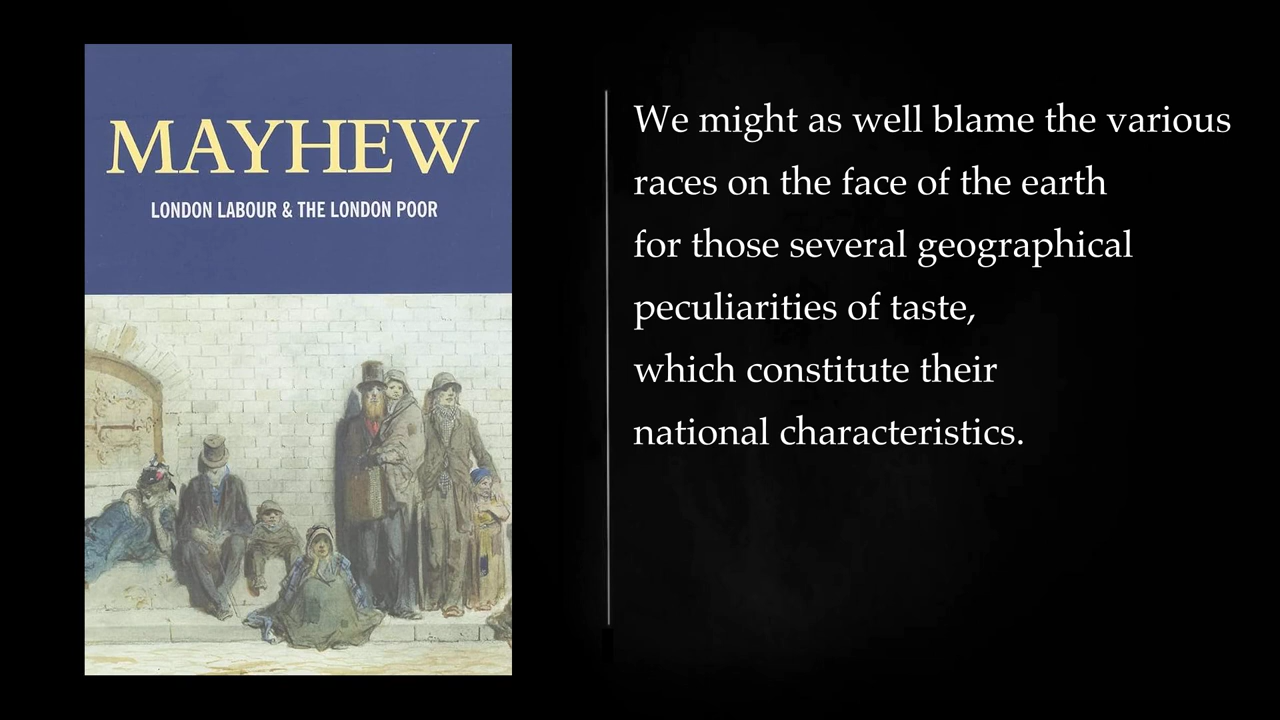 MAYHEW
LONDON LABOUR & THE LONDON POOR
We might as well blame the various
races on the face of the earth
for those several geographical
peculiarities of taste,
which constitute their
national characteristics.